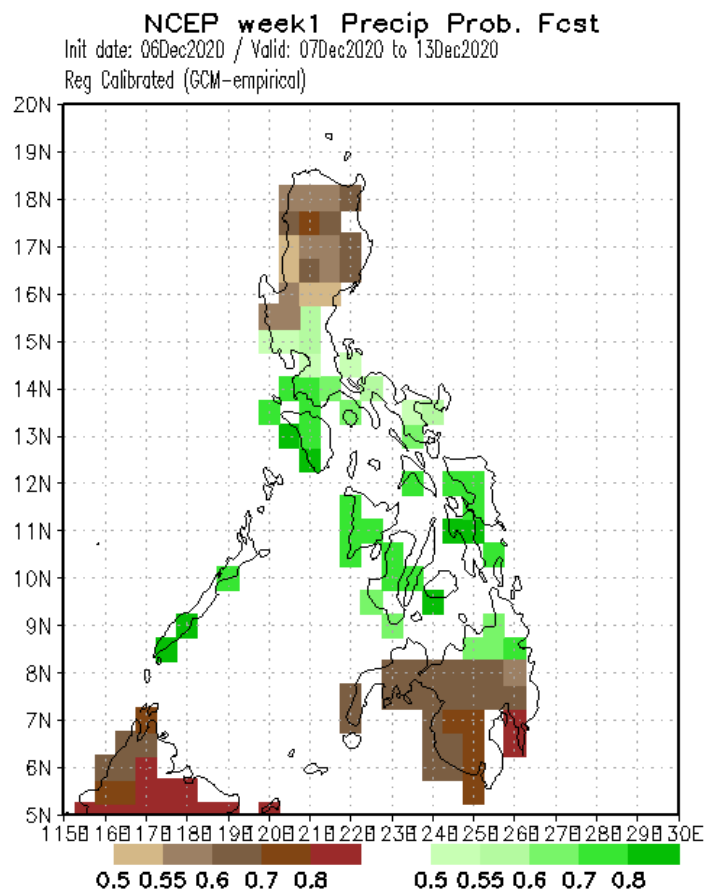 NCEP week1 Precip Prob. Fcst
Init date: 06Dec2020 / Valid: 07Dec2020 to 13Dec2020
Reg Calibrated (GCM-empirical)
20N
19N
18N
17N
16N
15N
14N
13N
12N
11N
10N
9N
8N
7N
6N
5N
115E 116E 117E 118E 119E 120E 121E 122E 123E 124E 125E 126E 127E 128E 129E 130E
0.5 0.55 0.6 0.7 0.8 0.5 0.55 0.6 0.7 0.8